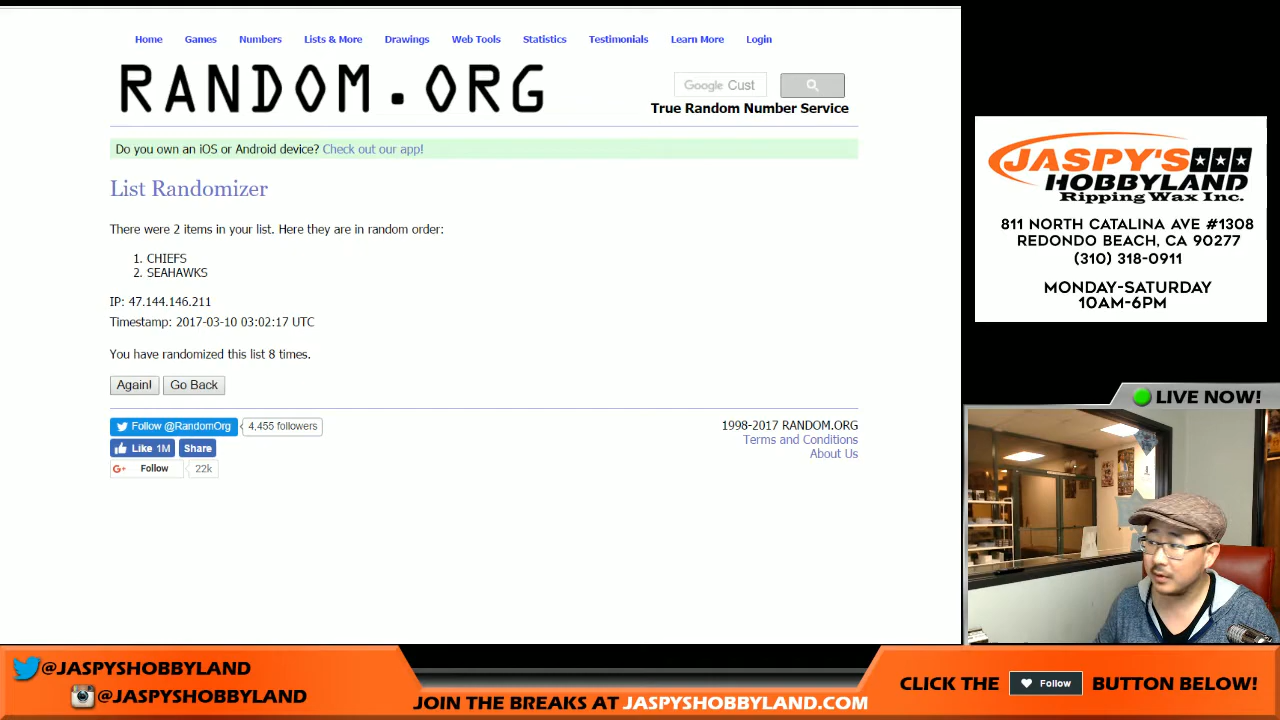 Home Games Numbers Lists & More Drawings Web Tools Statistics Testimonials Learn More Login
RANDOM.ORG
Google Cust
True Random Number Service
Do you own an iOS or Android device? Check out our app!
List Randomizer
There were 2 items in your list. Here they are in random order:
1. CHIEFS
2. SEAHAWKS
IP: 47.144.146.211
Timestamp: 2017-03-10 03:02:17 UTC
You have randomized this list 8 times.
Again! Go Back
Follow @RandomOrg 4,455 followers
Like 1M Share
G+ Follow 22k
1998-2017 RANDOM.ORG
Terms and Conditions
About Us
JASPY'S
HOBBYLAND
Ripping Wax Inc.
811 NORTH CATALINA AVE #1308
REDONDO BEACH, CA 90277
(310) 318-0911
MONDAY-SATURDAY
10AM-6PM
LIVE NOW!
@JASPYSHOBBYLAND
@JASPYSHOBBYLAND
JOIN THE BREAKS AT JASPYSHOBBYLAND.COM
CLICK THE Follow BUTTON BELOW!